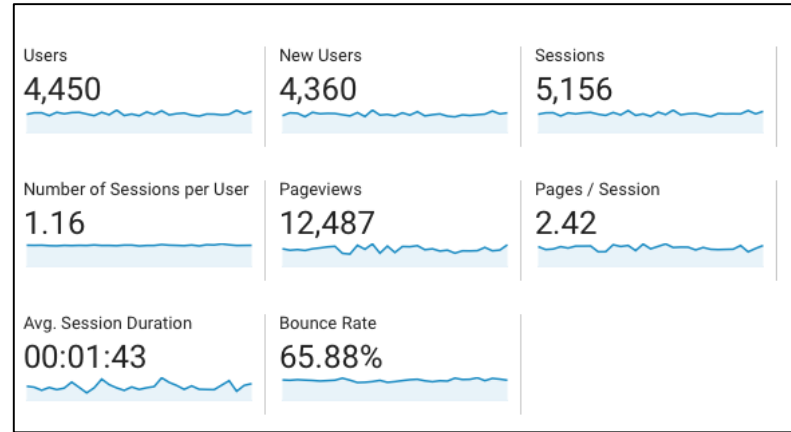 Users
4,450
New Users
4,360
Sessions
5,156
Number of Sessions per User
1.16
Pageviews
12,487
Pages / Session
2.42
Avg. Session Duration
00:01:43
Bounce Rate
65.88%